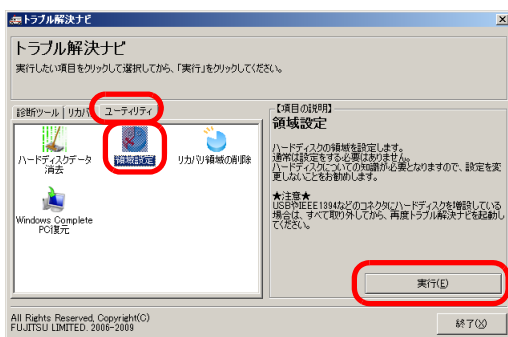 トラブル解決ナビ
トラブル解決ナビ
実行したい項目をクリックして選択してから、「実行」をクリックしてください。
診断ツール
リカバリ
ユーティリティ
ハードディスクデータ
消去
領域設定
リカバリ領域の削除
Windows Complete
PC復元
【項目の説明】
領域設定
ハードディスクの領域を設定します。
通常は設定をする必要はありません。
ハードディスクについての知識が必要となりますので、設定を変
更しないことをお勧めします。
★注意★
USBやIEEE1394などのコネクタにハードディスクを増設している
場合は、すべて取り外してから、再度トラブル解決ナビを起動し
てください。
実行(E)
All Rights Reserved, Copyright(C)
FUJITSU LIMITED. 2006-2009
終了(X)